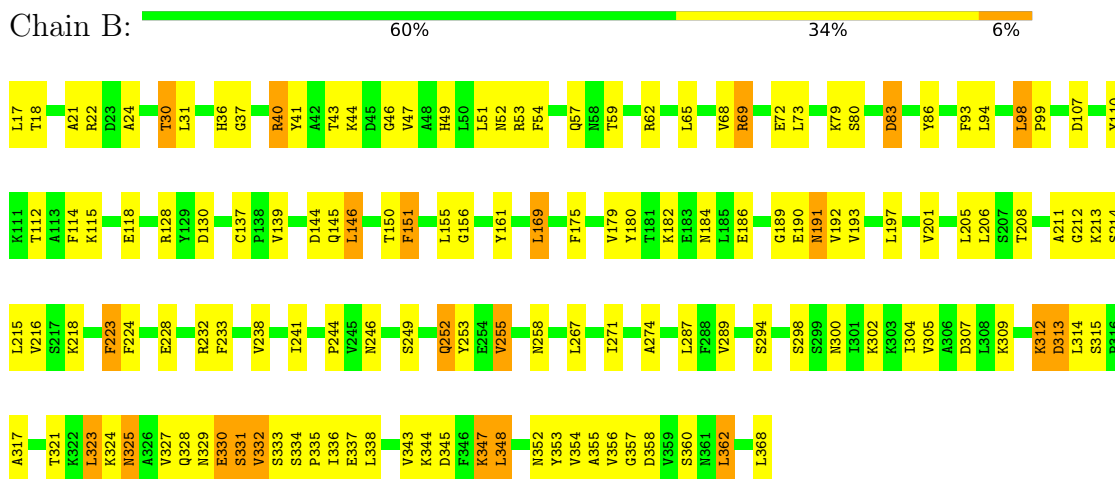 Chain B:
60% 34% 6%
L17 T18 A21 R22 D23 A24 T30 L31 H36 G37 R40 Y41 A42 T43 K44 D45 G46 V47 A48 H49 L50 L51 N52 R53 F54 Q57 N58 T59 R62 L65 V68 R69 E72 L73 K79 S80 D83 Y86 F93 L94 L98 P99 D107
K111 T112 A113 F114 K115 E118 R128 Y129 D130 C137 P138 V139 D144 Q145 L146 T150 F151 L155 G156 Y161 L169 F175 V179 Y180 T181 K182 E183 N184 L185 E186 G189 E190 N191 V192 V193 L197 V201 L205 L206 S207 T208 A211 G212 K213
L215 V216 S217 K218 F223 F224 E228 R232 F233 V238 I241 P244 V245 N246 S249 Q252 Y253 E254 V255 N258 L267 I271 A274 L287 F288 V289 S294 S298 S299 N300 I301 K302 K303 I304 V305 A306 D307 L308 K309 K312 D313 L314 S315
A317 T321 K322 L323 K324 N325 A326 V327 Q328 N329 E330 S331 V332 S333 S334 P335 I336 E337 L338 V343 K344 D345 F346 K347 L348 N352 Y353 V354 A355 V356 G357 D358 V359 S360 N361 L362 L368